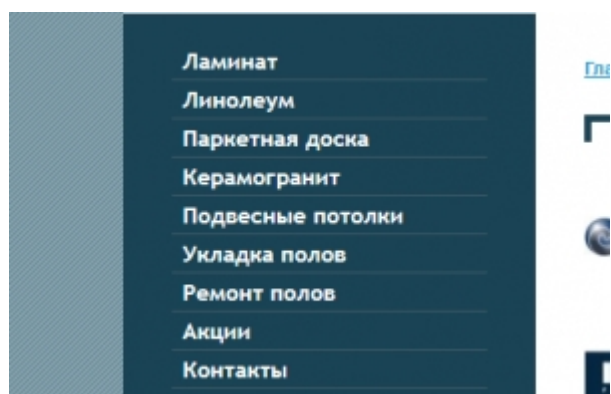 Ламинат
Линолеум
Паркетная доска
Керамогранит
Подвесные потолки
Укладка полов
Ремонт полов
Акции
Контакты